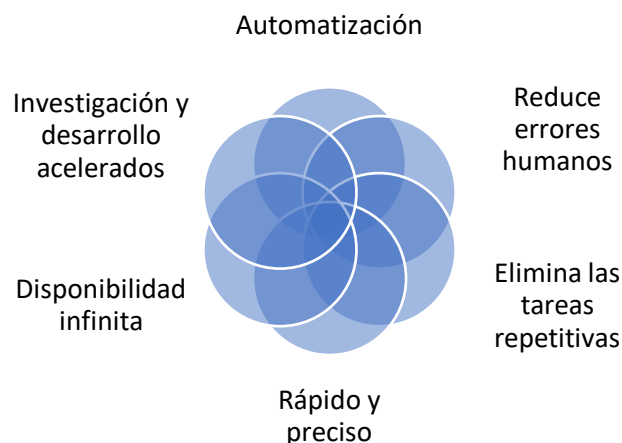 Automatización
Reduce
errores
humanos
Elimina las
tareas
repetitivas
Rápido y
preciso
Disponibilidad
infinita
Investigación y
desarrollo
acelerados